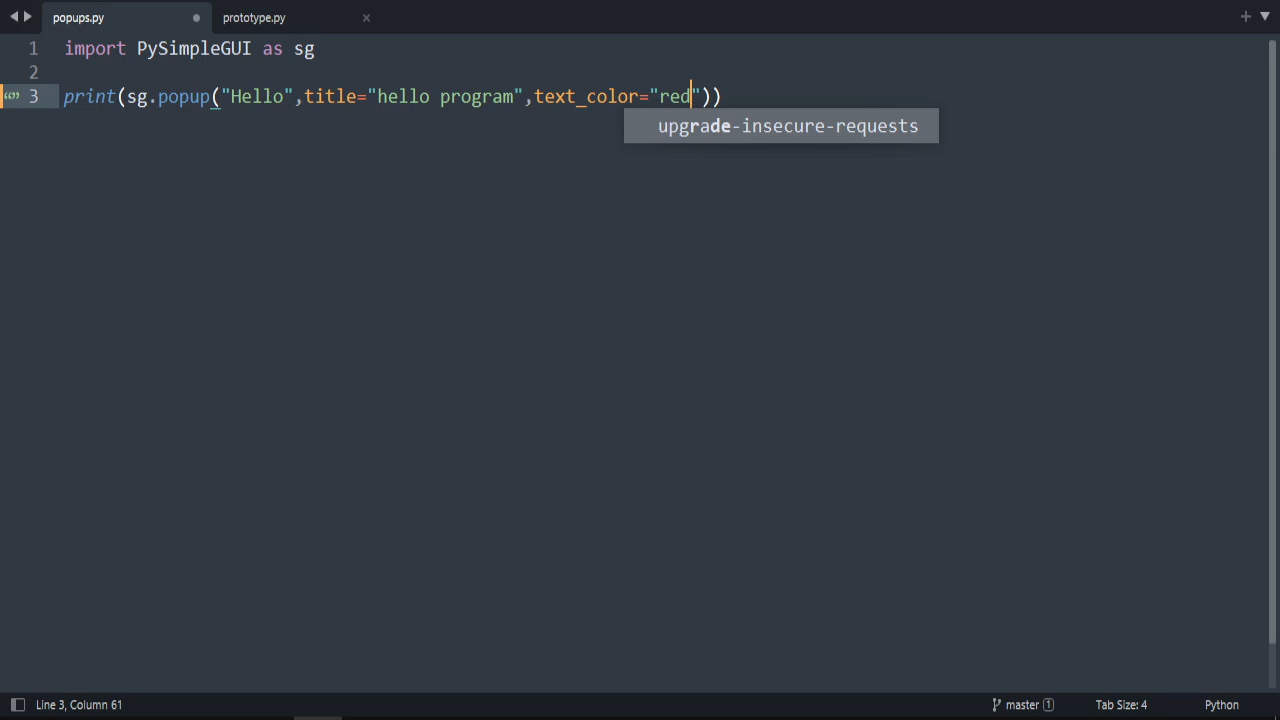 popups.py prototype.py
1 import PySimpleGUI as sg
2
3 print(sg.popup("Hello",title="hello program",text_color="red"))
upgrade-insecure-requests
Line 3, Column 61 master 1 Tab Size: 4 Python